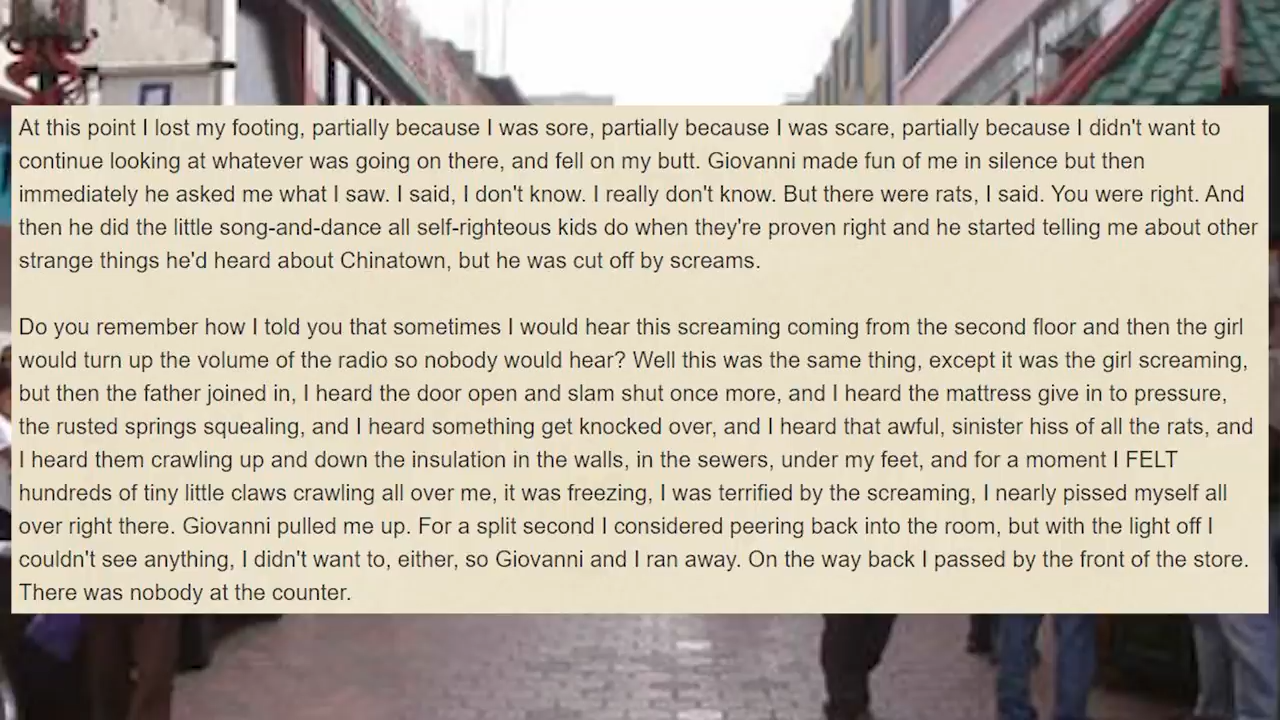 At this point I lost my footing, partially because I was sore, partially because I was scare, partially because I didn't want to
continue looking at whatever was going on there, and fell on my butt. Giovanni made fun of me in silence but then
immediately he asked me what I saw. I said, I don't know. I really don't know. But there were rats, I said. You were right. And
then he did the little song-and-dance all self-righteous kids do when they're proven right and he started telling me about other
strange things he'd heard about Chinatown, but he was cut off by screams.
Do you remember how I told you that sometimes I would hear this screaming coming from the second floor and then the girl
would turn up the volume of the radio so nobody would hear? Well this was the same thing, except it was the girl screaming,
but then the father joined in, I heard the door open and slam shut once more, and I heard the mattress give in to pressure,
the rusted springs squealing, and I heard something get knocked over, and I heard that awful, sinister hiss of all the rats, and
I heard them crawling up and down the insulation in the walls, in the sewers, under my feet, and for a moment I FELT
hundreds of tiny little claws crawling all over me, it was freezing, I was terrified by the screaming, I nearly pissed myself all
over right there. Giovanni pulled me up. For a split second I considered peering back into the room, but with the light off I
couldn't see anything, I didn't want to, either, so Giovanni and I ran away. On the way back I passed by the front of the store.
There was nobody at the counter.